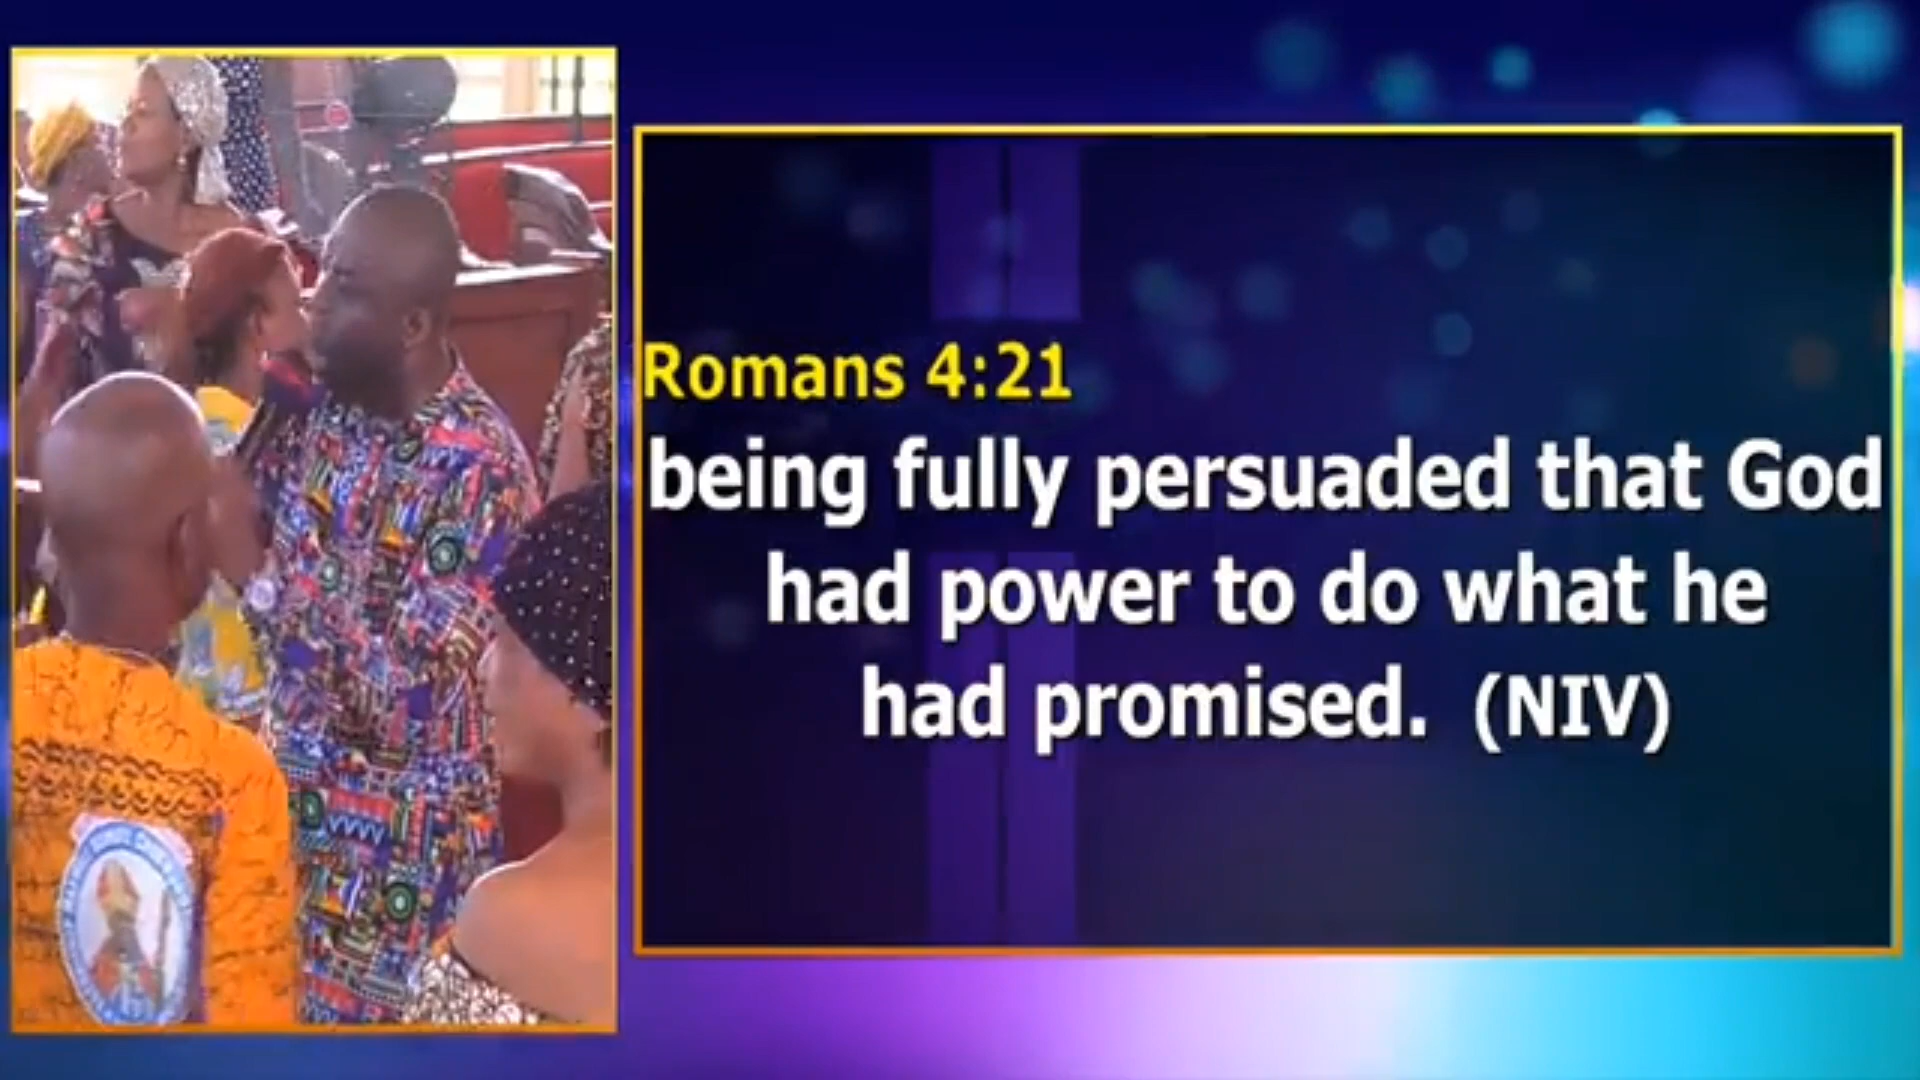 Romans 4:21
being fully persuaded that God
had power to do what he
had promised. (NIV)